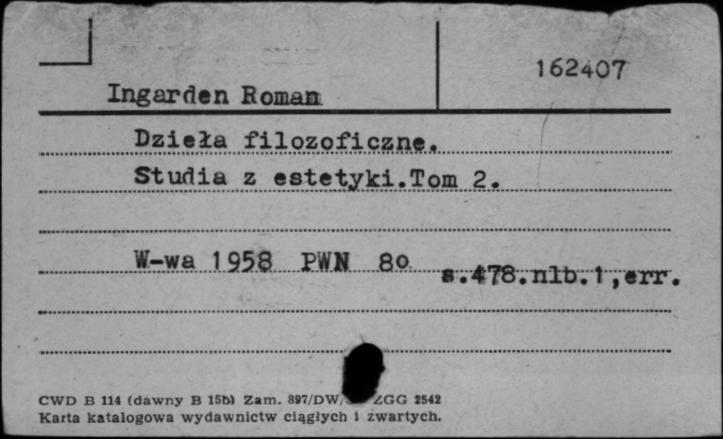 162407
Ingarden Roman
Dzieła filozoficzne.
Studia z estetyki.Tom 2.
W-wa 1958 PWN 80 s.478.nlb.1,err.
CWD B 114 (dawny B 15b) Zam. 897/DW/ ZGG 2542
Karta katalogowa wydawnictw ciągłych i zwartych.